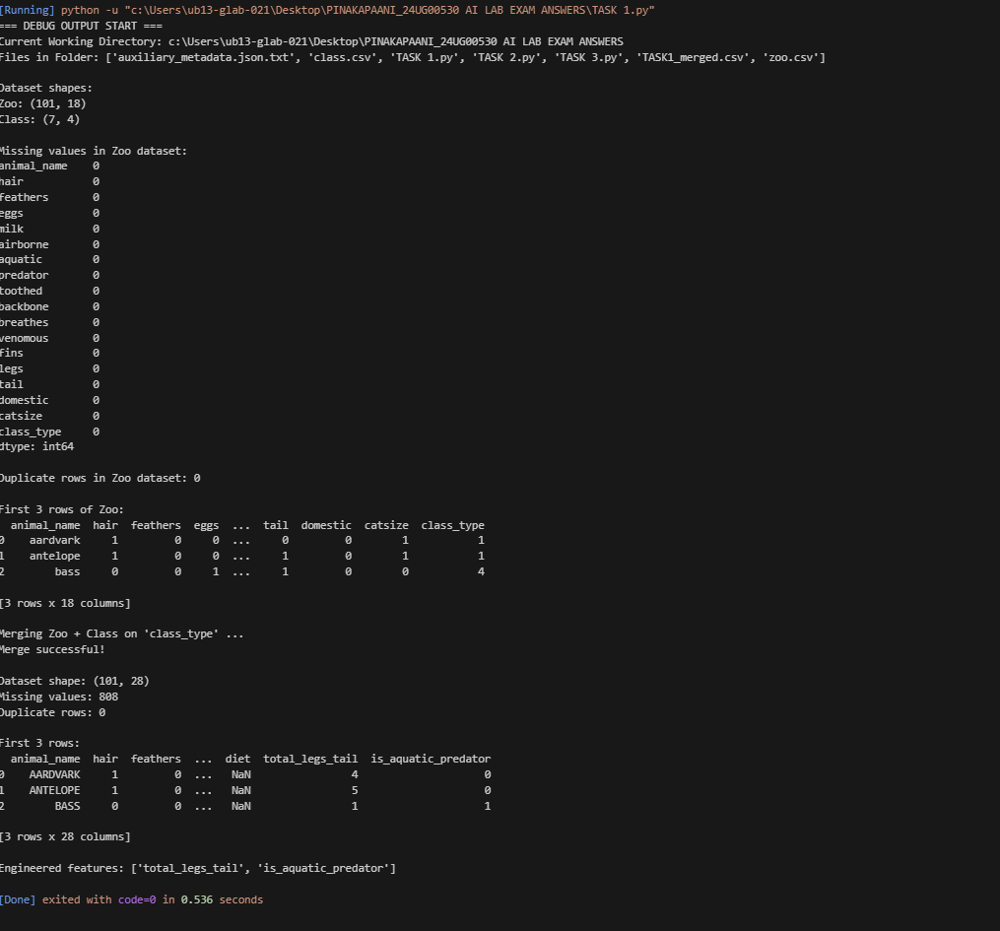 [Running] python -u "c:\Users\ub13-glab-021\Desktop\PINAKAPAANI_24UG00530 AI LAB EXAM ANSWERS\TASK 1.py"
=== DEBUG OUTPUT START ===
Current Working Directory: c:\Users\ub13-glab-021\Desktop\PINAKAPAANI_24UG00530 AI LAB EXAM ANSWERS
Files in Folder: ['auxiliary_metadata.json.txt', 'class.csv', 'TASK 1.py', 'TASK 2.py', 'TASK 3.py', 'TASK1_merged.csv', 'zoo.csv']

Dataset shapes:
Zoo: (101, 18)
Class: (7, 4)

Missing values in Zoo dataset:
animal_name    0
hair           0
feathers       0
eggs           0
milk           0
airborne       0
aquatic        0
predator       0
toothed        0
backbone       0
breathes       0
venomous       0
fins           0
legs           0
tail           0
domestic       0
catsize        0
class_type     0
dtype: int64

Duplicate rows in Zoo dataset: 0

First 3 rows of Zoo:
  animal_name  hair  feathers  eggs  ...  tail  domestic  catsize  class_type
0    aardvark     1         0     0  ...     0         0        1           1
1    antelope     1         0     0  ...     1         0        1           1
2        bass     0         0     1  ...     1         0        0           4

[3 rows x 18 columns]

Merging Zoo + Class on 'class_type' ...
Merge successful!

Dataset shape: (101, 28)
Missing values: 808
Duplicate rows: 0

First 3 rows:
  animal_name  hair  feathers  ...  diet  total_legs_tail  is_aquatic_predator
0    AARDVARK     1         0  ...   NaN                4                    0
1    ANTELOPE     1         0  ...   NaN                5                    0
2        BASS     0         0  ...   NaN                1                    1

[3 rows x 28 columns]

Engineered features: ['total_legs_tail', 'is_aquatic_predator']

[Done] exited with code=0 in 0.536 seconds